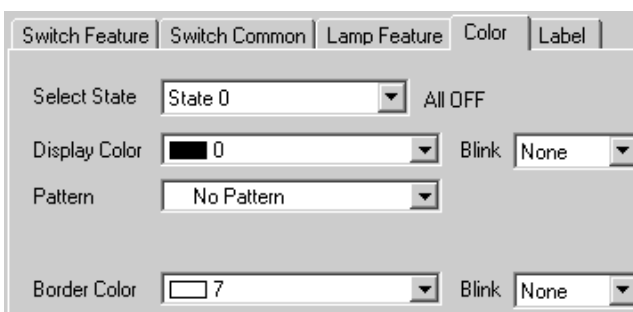 Switch Feature Switch Common Lamp Feature Color Label
Select State State 0 All OFF
Display Color 0 Blink None
Pattern No Pattern
Border Color 7 Blink None